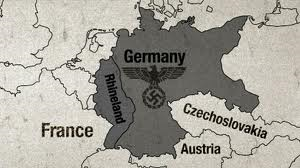 Germany
Rhineland
Czechoslovakia
France
Austria